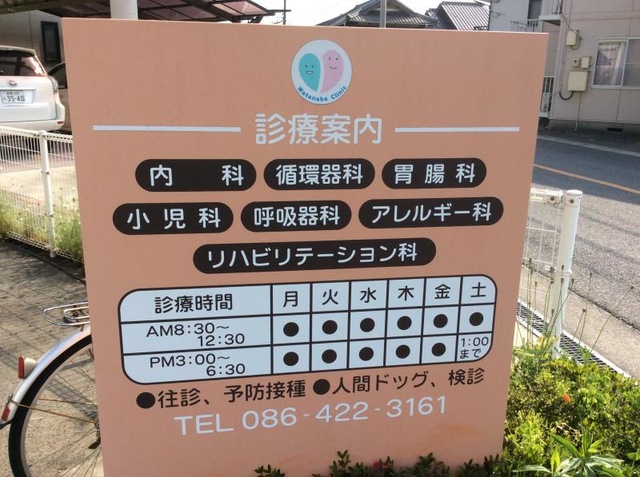 Watanabe Clinic
診療案内
内科 循環器科 胃腸科
小児科 呼吸器科 アレルギー科
リハビリテーション科
診療時間 月 火 水 木 金 土
AM8:30～12:30 ● ● ● ● ● ●
PM3:00～6:30 ● ● ● ● ● 1:00まで
●往診、予防接種 ●人間ドッグ、検診
TEL 086-422-3161
35-40